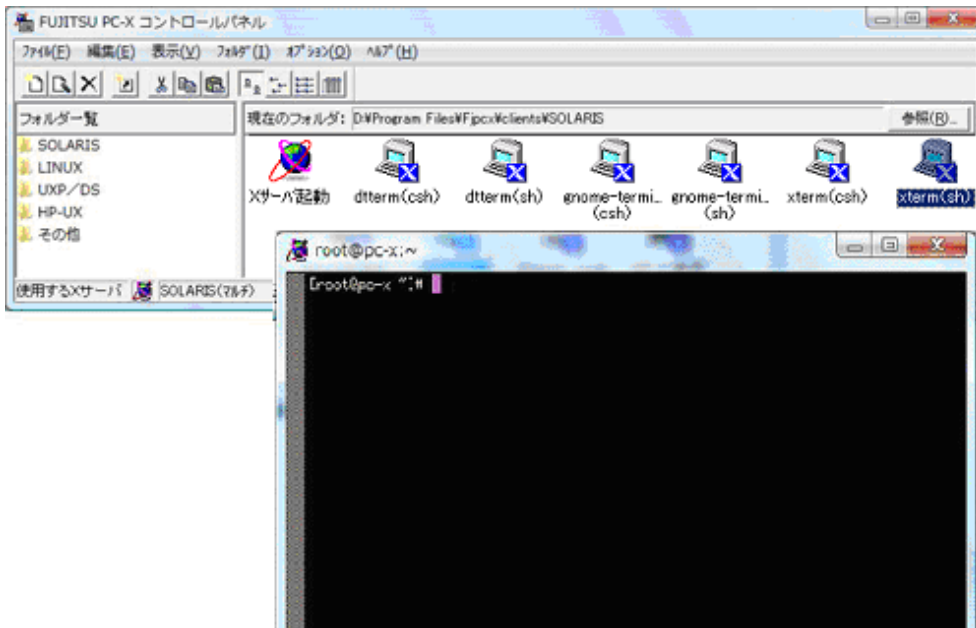 FUJITSU PC-X コントロールパネル
ファイル(F) 編集(E) 表示(V) フォルダ(I) オプション(O) ヘルプ(H)
フォルダ一覧
現在のフォルダ: D:¥Program Files¥Fjpcx¥clients¥SOLARIS
参照(R)...
SOLARIS
LINUX
UXP/DS
HP-UX
その他
Xサーバ起動
dtterm(csh)
dtterm(sh)
gnome-termi... (csh)
gnome-termi... (sh)
xterm(csh)
xterm(sh)
使用するXサーバ SOLARIS(マルチ)
root@pc-x:~
[root@pc-x ~]#